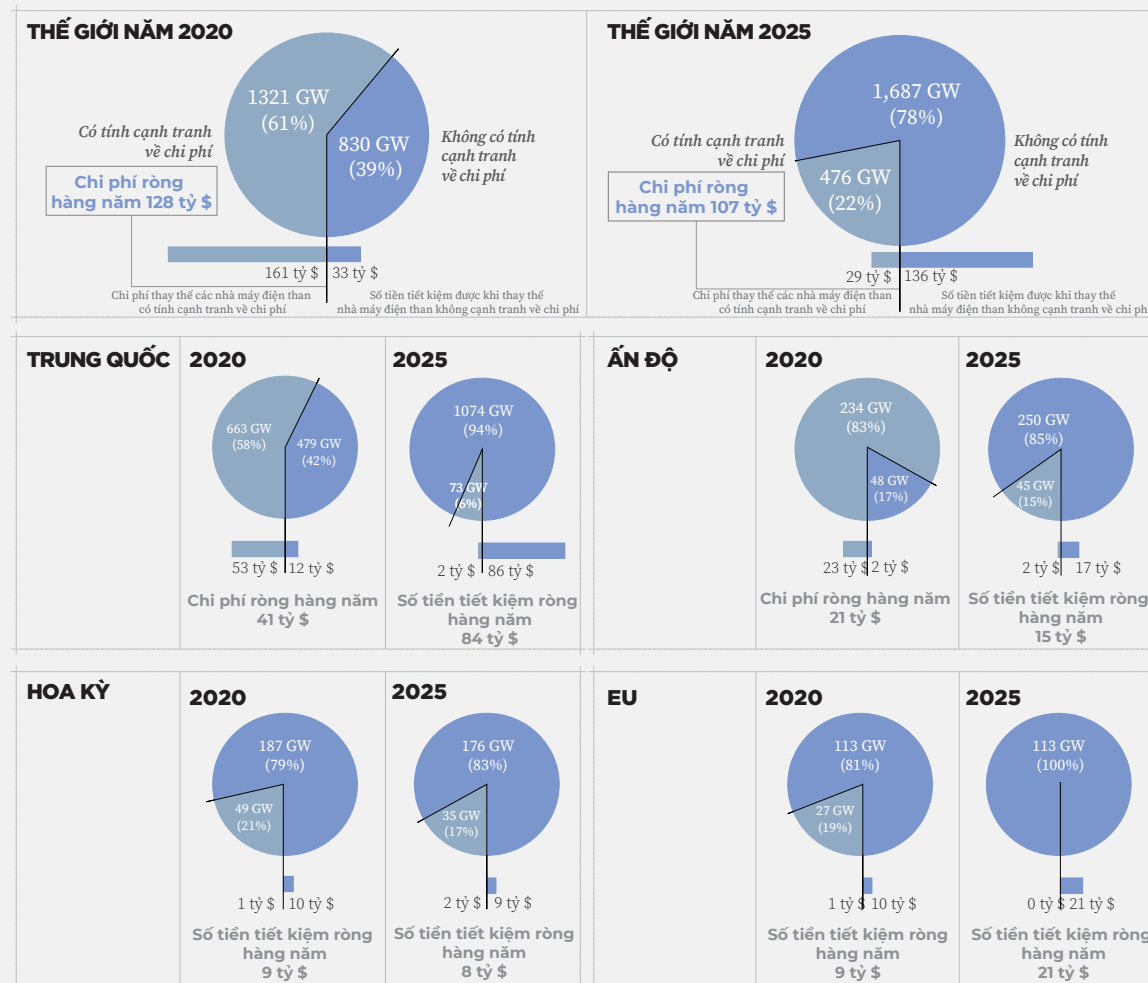 THẾ GIỚI NĂM 2020
1321 GW
(61%)
830 GW
(39%)
Có tính cạnh tranh
về chi phí
Không có tính
cạnh tranh
về chi phí
Chi phí ròng
hàng năm 128 tỷ $
161 tỷ $
33 tỷ $
Chi phí thay thế các nhà máy điện than
có tính cạnh tranh về chi phí
Số tiền tiết kiệm được khi thay thế
nhà máy điện than không cạnh tranh về chi phí
THẾ GIỚI NĂM 2025
1,687 GW
(78%)
476 GW
(22%)
Có tính cạnh tranh
về chi phí
Không có tính
cạnh tranh
về chi phí
Chi phí ròng
hàng năm 107 tỷ $
29 tỷ $
136 tỷ $
Chi phí thay thế các nhà máy điện than
có tính cạnh tranh về chi phí
Số tiền tiết kiệm được khi thay thế
nhà máy điện than không cạnh tranh về chi ph
TRUNG QUỐC
2020
663 GW
(58%)
479 GW
(42%)
53 tỷ $
12 tỷ $
Chi phí ròng hàng năm
41 tỷ $
2025
1074 GW
(94%)
73 GW
(6%)
2 tỷ $
86 tỷ $
Số tiền tiết kiệm ròng
hàng năm
84 tỷ $
ẤN ĐỘ
2020
234 GW
(83%)
48 GW
(17%)
23 tỷ $
2 tỷ $
Chi phí ròng hàng năm
21 tỷ $
2025
250 GW
(85%)
45 GW
(15%)
2 tỷ $
17 tỷ $
Số tiền tiết kiệm ròng
hàng năm
15 tỷ $
HOA KỲ
2020
187 GW
(79%)
49 GW
(21%)
1 tỷ $
10 tỷ $
Số tiền tiết kiệm ròng
hàng năm
9 tỷ $
2025
176 GW
(83%)
35 GW
(17%)
2 tỷ $
9 tỷ $
Số tiền tiết kiệm ròng
hàng năm
8 tỷ $
EU
2020
113 GW
(81%)
27 GW
(19%)
1 tỷ $
10 tỷ $
Số tiền tiết kiệm ròng
hàng năm
9 tỷ $
2025
113 GW
(100%)
0 tỷ $
21 tỷ $
Số tiền tiết kiệm ròng
hàng năm
21 tỷ $